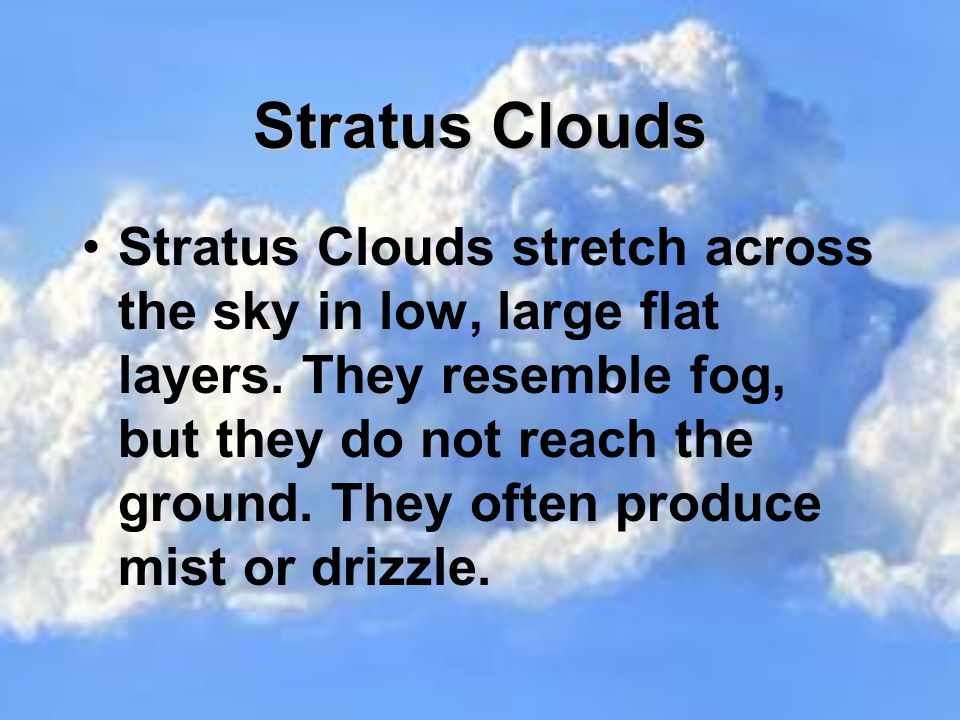 Stratus Clouds
• Stratus Clouds stretch across
the sky in low, large flat
layers. They resemble fog,
but they do not reach the
ground. They often produce
mist or drizzle.